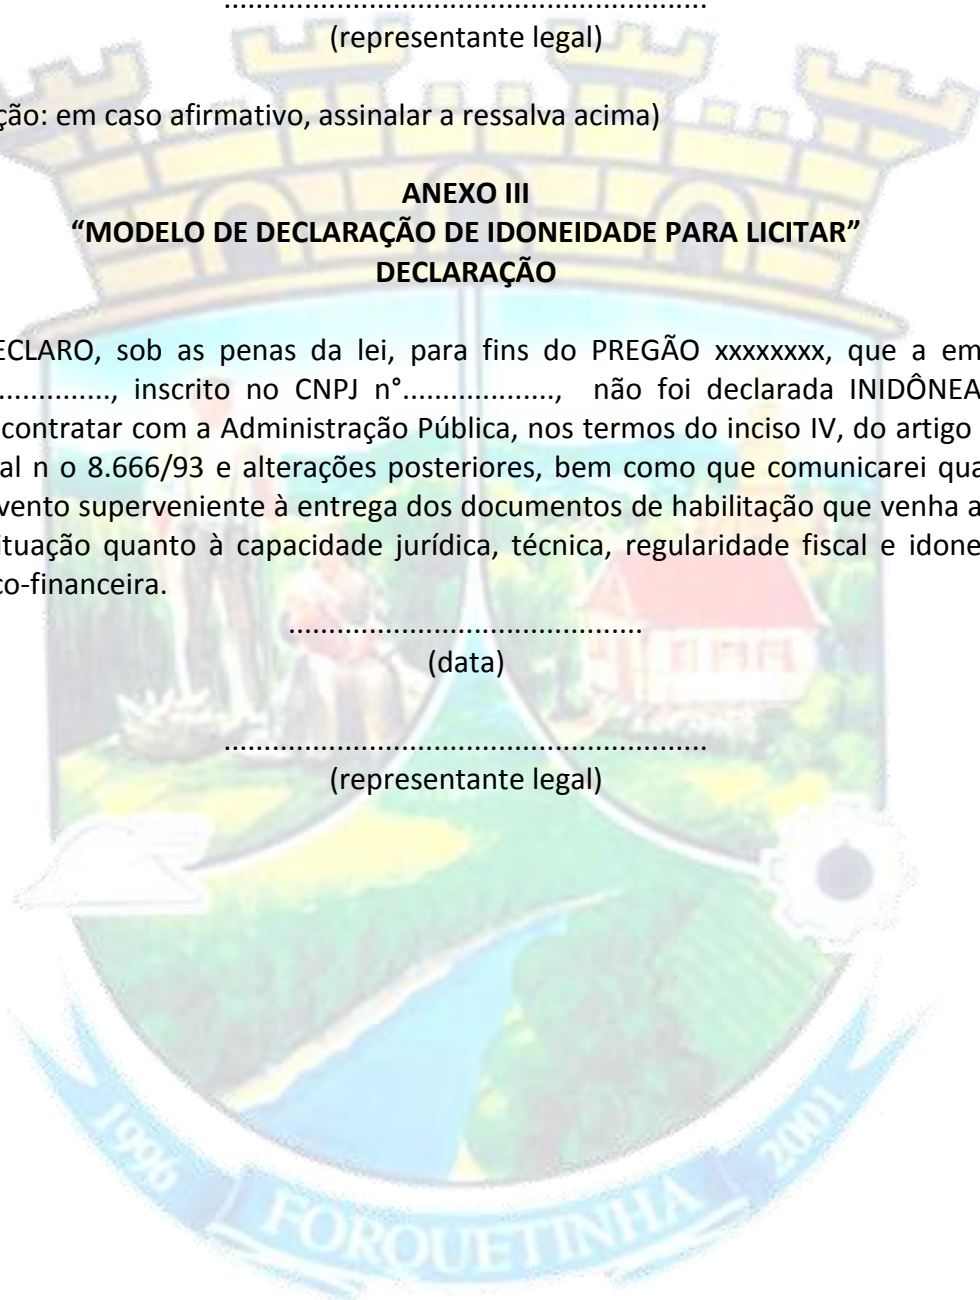 ............................................................
(representante legal)
ção: em caso afirmativo, assinalar a ressalva acima)
ANEXO III
“MODELO DE DECLARAÇÃO DE IDONEIDADE PARA LICITAR”
DECLARAÇÃO
ECLARO, sob as penas da lei, para fins do PREGÃO xxxxxxxx, que a em
..............., inscrito no CNPJ n°..................., não foi declarada INIDÔNEA
contratar com a Administração Pública, nos termos do inciso IV, do artigo
al n o 8.666/93 e alterações posteriores, bem como que comunicarei qua
vento superveniente à entrega dos documentos de habilitação que venha a
ituação quanto à capacidade jurídica, técnica, regularidade fiscal e idone
co-financeira.
............................................
(data)
............................................................
(representante legal)
1996 FORQUETINHA 2001